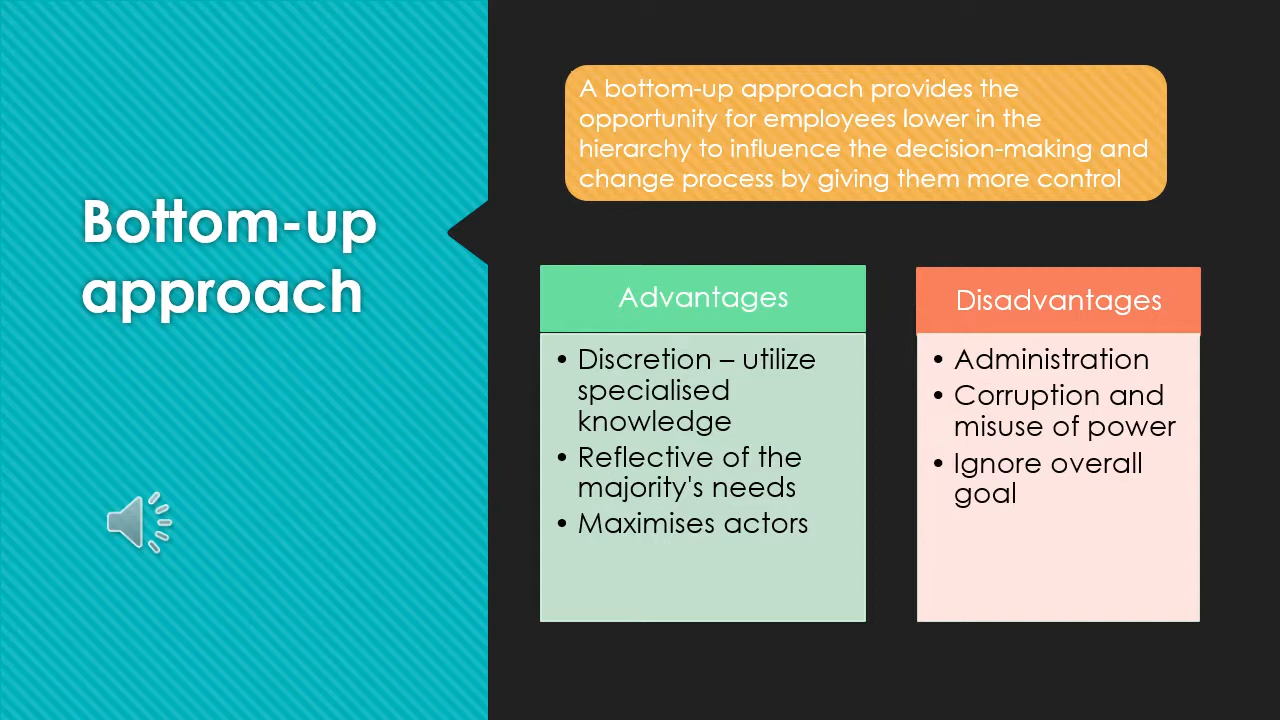 Bottom-up
approach
A bottom-up approach provides the
opportunity for employees lower in the
hierarchy to influence the decision-making and
change process by giving them more control
Advantages
• Discretion – utilize
specialised
knowledge
• Reflective of the
majority's needs
• Maximises actors
Disadvantages
• Administration
• Corruption and
misuse of power
• Ignore overall
goal